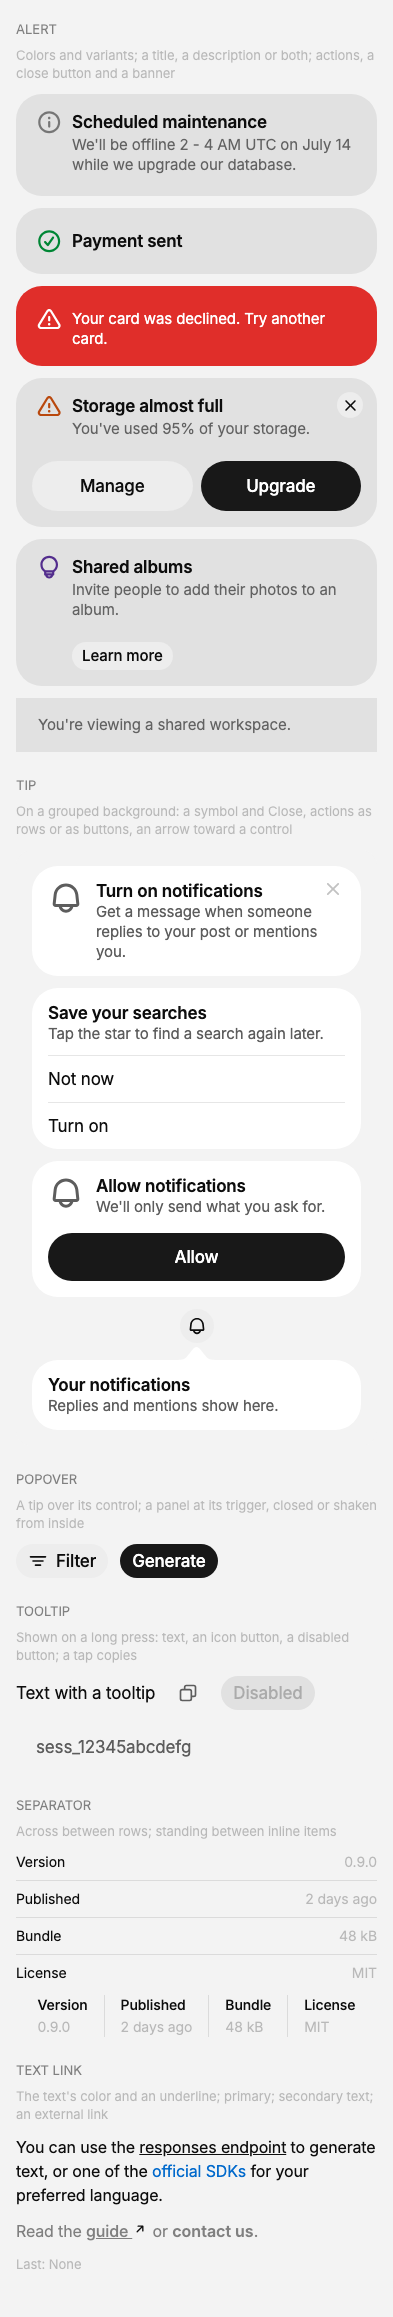 ALERT
Colors and variants; a title, a description or both; actions, a
close button and a banner
Scheduled maintenance
We'll be offline 2 - 4 AM UTC on July 14
while we upgrade our database.
Payment sent
Your card was declined. Try another
card.
Storage almost full
You've used 95% of your storage.
Manage
Upgrade
Shared albums
Invite people to add their photos to an
album.
Learn more
You're viewing a shared workspace.
TIP
On a grouped background: a symbol and Close, actions as
rows or as buttons, an arrow toward a control
Turn on notifications
Get a message when someone
replies to your post or mentions
you.
Save your searches
Tap the star to find a search again later.
Not now
Turn on
Allow notifications
We'll only send what you ask for.
Allow
Your notifications
Replies and mentions show here.
POPOVER
A tip over its control; a panel at its trigger, closed or shaken
from inside
Filter
Generate
TOOLTIP
Shown on a long press: text, an icon button, a disabled
button; a tap copies
Text with a tooltip
Disabled
sess_12345abcdefg
SEPARATOR
Across between rows; standing between inline items
Version 0.9.0
Published 2 days ago
Bundle 48 kB
License MIT
Version Published Bundle License
0.9.0 2 days ago 48 kB MIT
TEXT LINK
The text's color and an underline; primary; secondary text;
an external link
You can use the responses endpoint to generate
text, or one of the official SDKs for your
preferred language.
Read the guide ↗ or contact us.
Last: None